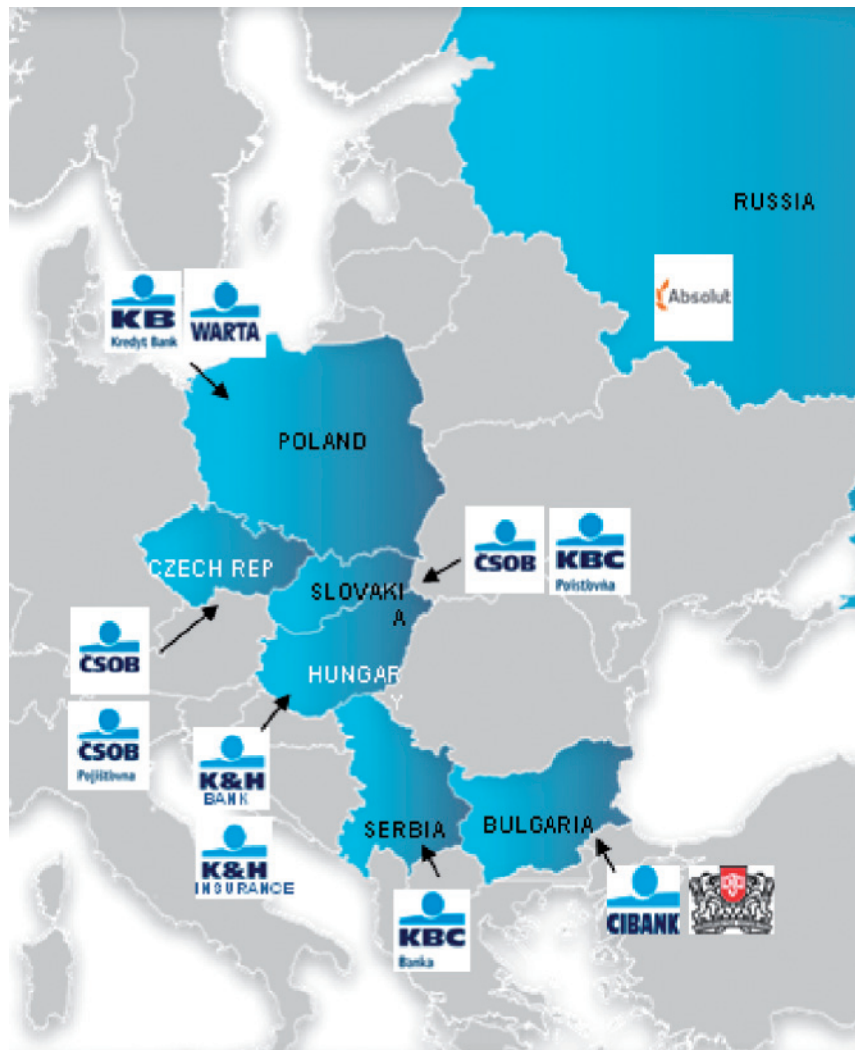 RUSSIA
Absolut
KB
Kredyt Bank
WARTA
POLAND
ČSOB
KBC
Poisťovňa
CZECH REP
SLOVAKI
A
HUNGAR
Y
ČSOB
ČSOB
Pojišťovna
K&H
BANK
K&H
INSURANCE
SERBIA
BULGARIA
KBC
Banka
CIBANK